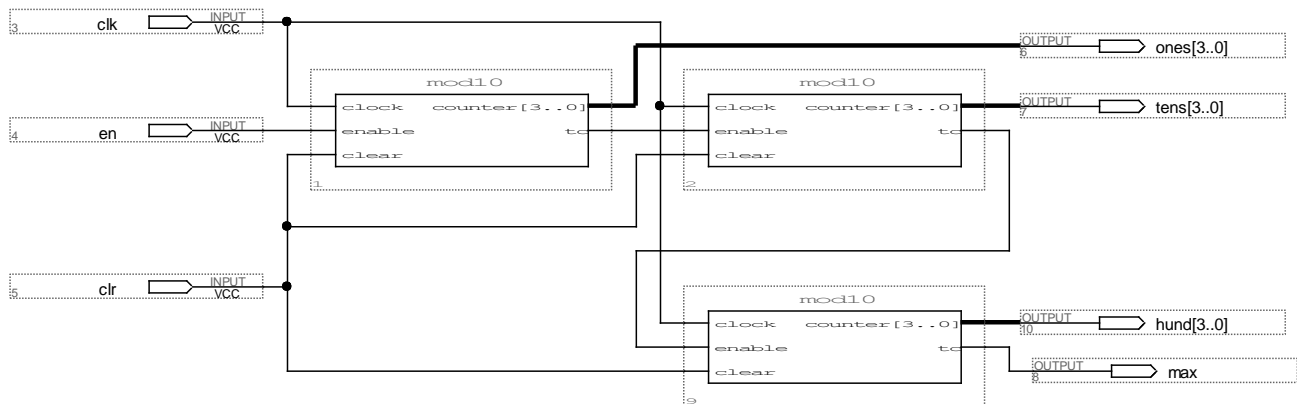 3 clk INPUT VCC
OUTPUT 6 ones[3..0]
mod10 mod10
clock counter[3..0] clock counter[3..0] OUTPUT 7 tens[3..0]
4 en INPUT VCC enable tc enable tc
clear clear
1 2
5 clr INPUT VCC
mod10
clock counter[3..0] OUTPUT 10 hund[3..0]
enable tc
clear OUTPUT 8 max
9